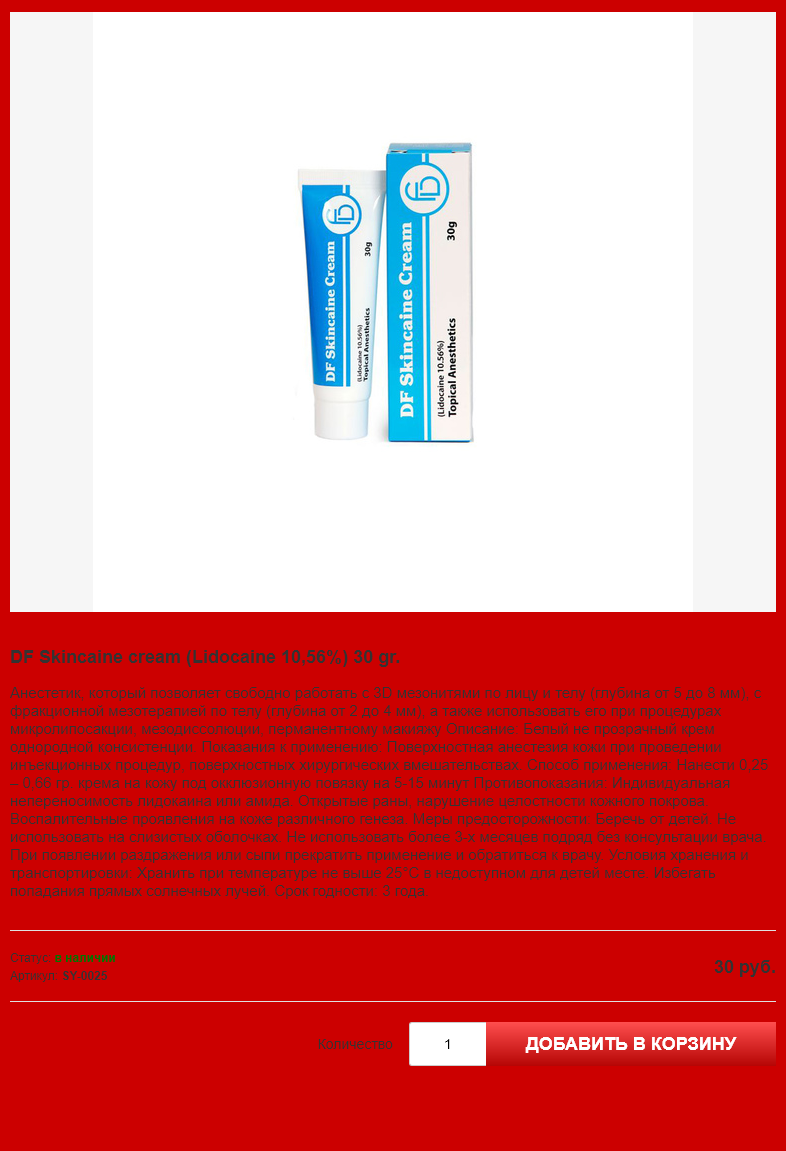 DF Skincaine Cream
30g
(Lidocaine 10.56%)
Topical Anesthetics
DF Skincaine Cream
30g
(Lidocaine 10.56%)
Topical Anesthetics
DF Skincaine cream (Lidocaine 10.56%) 30 gr.
Анестетик, который позволяет свободно работать с 3D мезонитями по лицу и телу (глубина от 5 до 8 мм), с
фракционной мезотерапией по телу (глубина от 2 до 4 мм), а также использовать его при процедурах
микролипосакции, мезодиссолюции, перманентному макияжу.Описание: Белый не прозрачный крем
однородной консистенции. Показания к применению: Поверхностная анестезия кожи при проведении
инъекционных процедур, поверхностных хирургических вмешательствах. Способ применения: Нанести 0.25
– 0.66 гр. крема на кожу под окклюзионную повязку на 5-15 минут.Противопоказания: Индивидуальная
непереносимость лидокаина или амида. Открытые раны, нарушение целостности кожного покрова.
Воспалительные проявления на коже различного генеза. Меры предосторожности: Беречь от детей. Не
использовать на слизистых оболочках. Не использовать более 3-х месяцев подряд без консультации врача.
При появлении раздражения или сыпи прекратить применение и обратиться к врачу. Условия хранения и
транспортировки: Хранить при температуре не выше 25°С в недоступном для детей месте. Избегать
попадания прямых солнечных лучей. Срок годности: 3 года.
Статус: в наличии
Артикул: SY-0025
30 руб.
Количество:
1
ДОБАВИТЬ В КОРЗИНУ